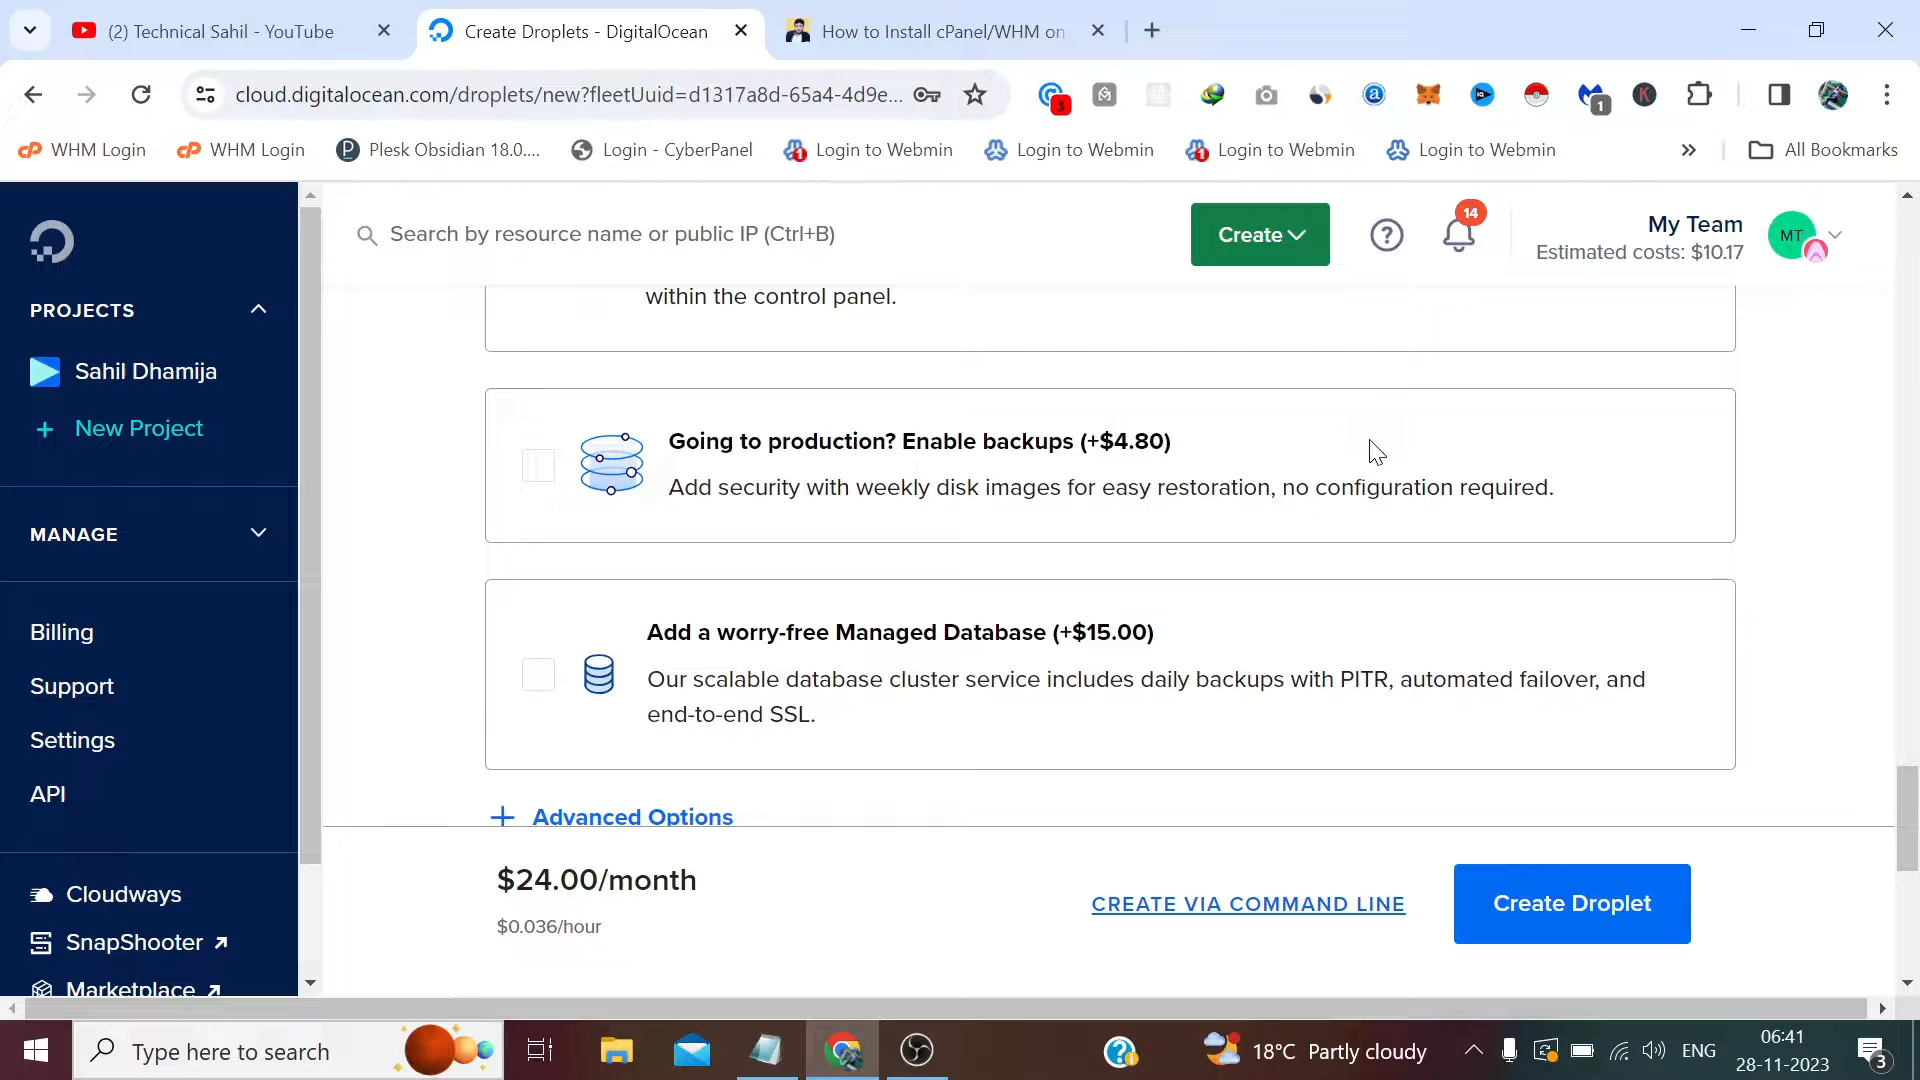 (2) Technical Sahil - YouTube
Create Droplets - DigitalOcean
How to Install cPanel/WHM on
cloud.digitalocean.com/droplets/new?fleetUuid=d1317a8d-65a4-4d9e...
3
1
WHM Login
WHM Login
Plesk Obsidian 18.0....
Login - CyberPanel
Login to Webmin
Login to Webmin
Login to Webmin
Login to Webmin
All Bookmarks
Search by resource name or public IP (Ctrl+B)
Create
14
My Team
Estimated costs: $10.17
MT
PROJECTS
Sahil Dhamija
New Project
MANAGE
Billing
Support
Settings
API
Cloudways
SnapShooter
Marketplace
within the control panel.
Going to production? Enable backups (+$4.80)
Add security with weekly disk images for easy restoration, no configuration required.
Add a worry-free Managed Database (+$15.00)
Our scalable database cluster service includes daily backups with PITR, automated failover, and
end-to-end SSL.
Advanced Options
$24.00/month
$0.036/hour
CREATE VIA COMMAND LINE
Create Droplet
Type here to search
18°C Partly cloudy
ENG
06:41
28-11-2023
3